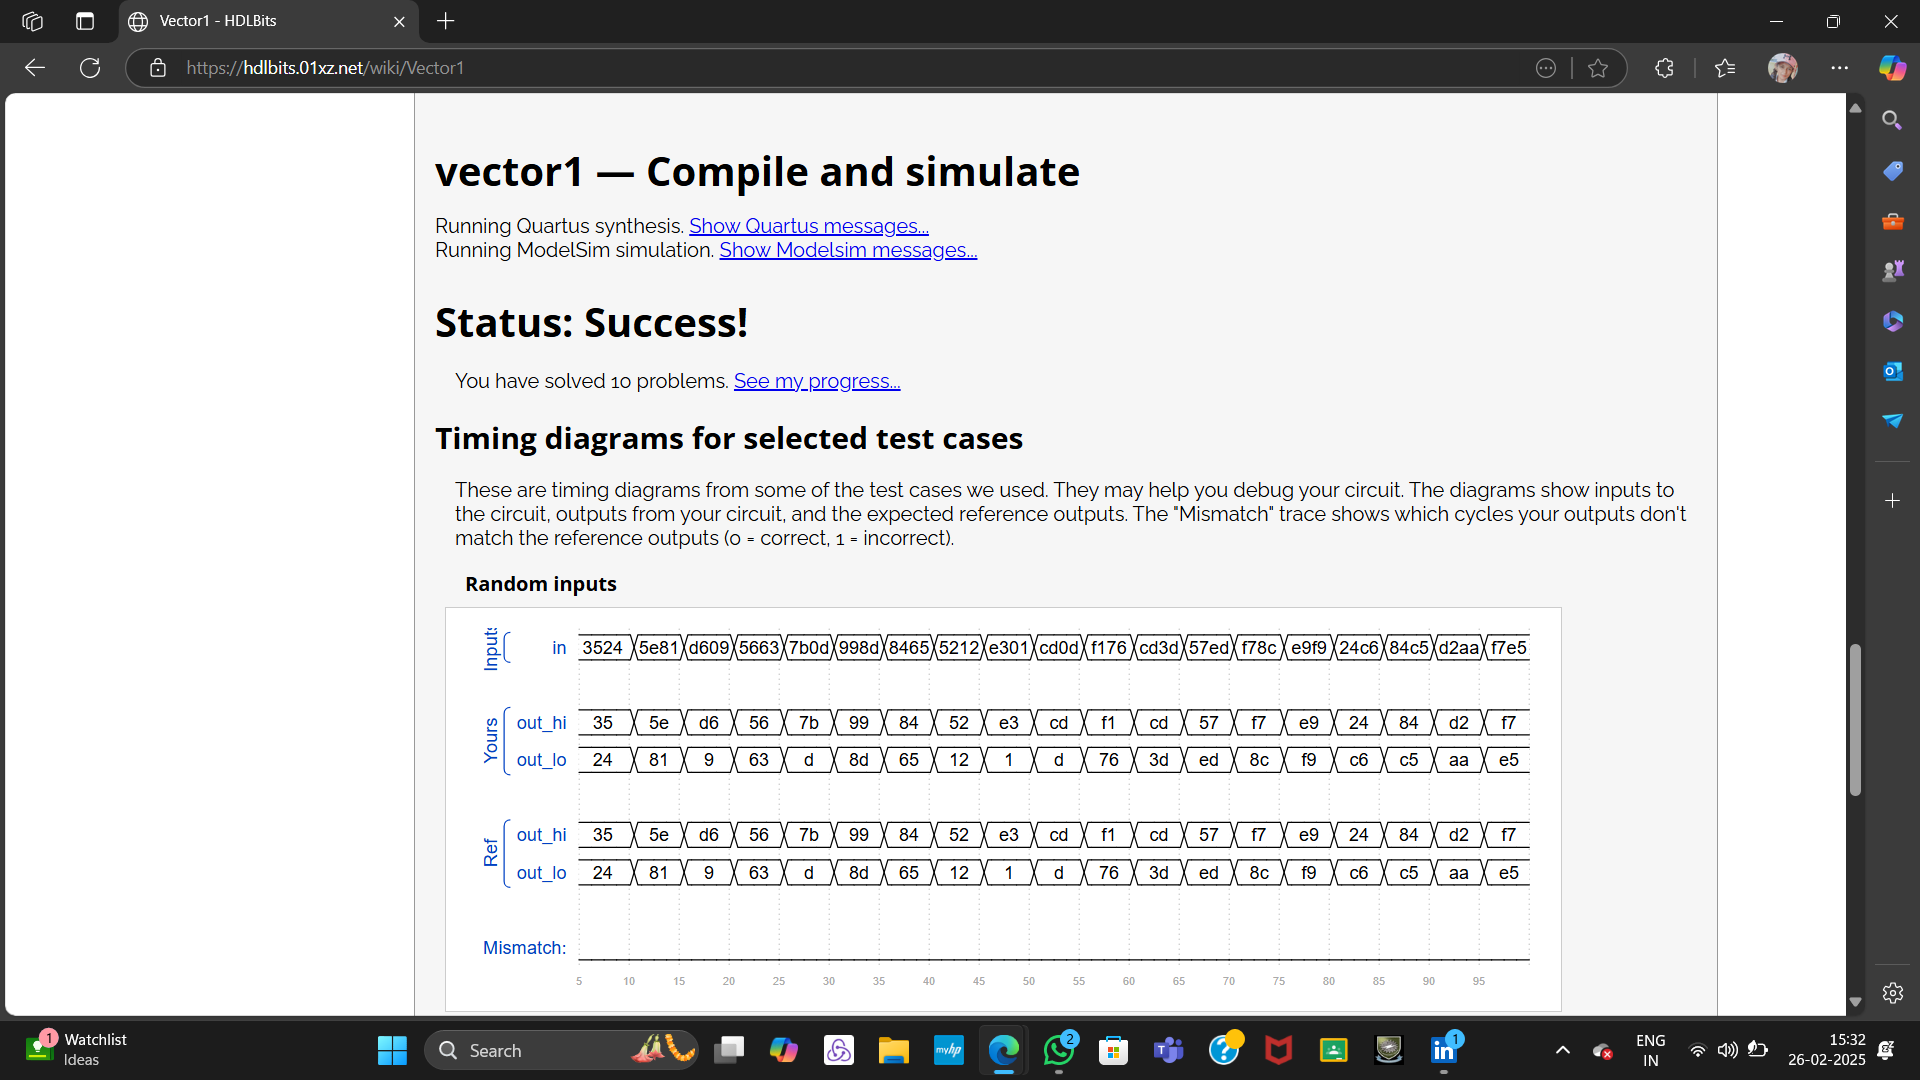 Vector1 - HDLBits
https://hdlbits.01xz.net/wiki/Vector1
vector1 — Compile and simulate
Running Quartus synthesis. Show Quartus messages...
Running ModelSim simulation. Show Modelsim messages...
Status: Success!
You have solved 10 problems. See my progress...
Timing diagrams for selected test cases
These are timing diagrams from some of the test cases we used. They may help you debug your circuit. The diagrams show inputs to
the circuit, outputs from your circuit, and the expected reference outputs. The "Mismatch" trace shows which cycles your outputs don't
match the reference outputs (0 = correct, 1 = incorrect).
Random inputs
Inputs
in 3524 5e81 d609 5663 7b0d 998d 8465 5212 e301 cd0d f176 cd3d 57ed f78c e9f9 24c6 84c5 d2aa f7e5
Yours
out_hi 35 5e d6 56 7b 99 84 52 e3 cd f1 cd 57 f7 e9 24 84 d2 f7
out_lo 24 81 9 63 d 8d 65 12 1 d 76 3d ed 8c f9 c6 c5 aa e5
Ref
out_hi 35 5e d6 56 7b 99 84 52 e3 cd f1 cd 57 f7 e9 24 84 d2 f7
out_lo 24 81 9 63 d 8d 65 12 1 d 76 3d ed 8c f9 c6 c5 aa e5
Mismatch:
5 10 15 20 25 30 35 40 45 50 55 60 65 70 75 80 85 90 95
1
Watchlist
Ideas
Search
myhp
2
1
ENG
IN
15:32
26-02-2025